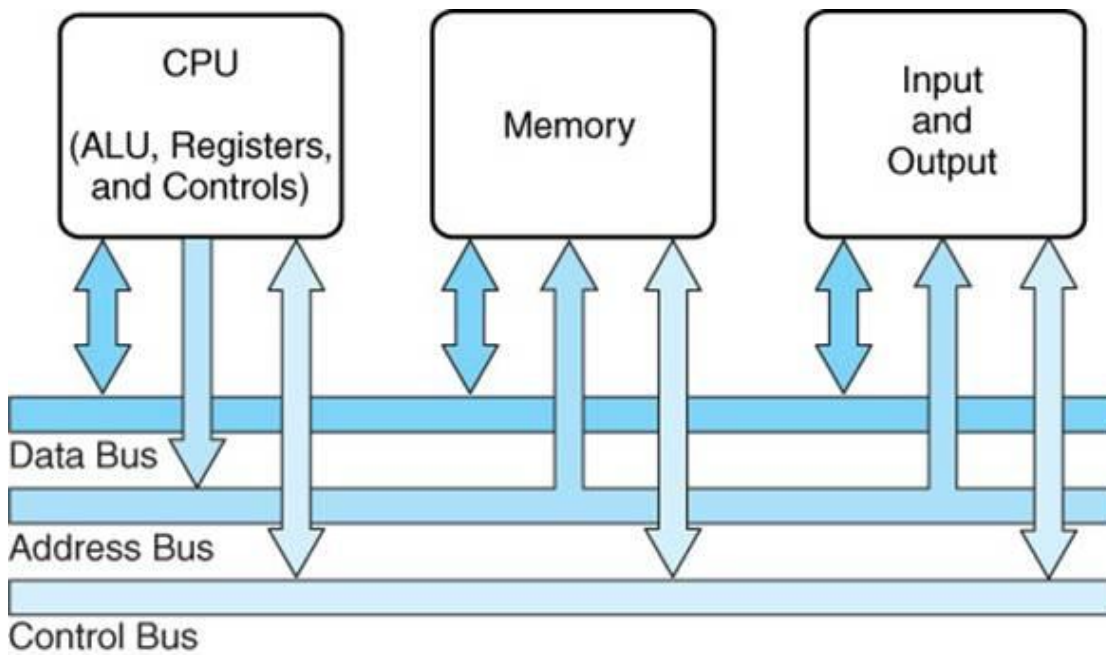 CPU
(ALU, Registers,
and Controls)
Memory
Input
and
Output
Data Bus
Address Bus
Control Bus